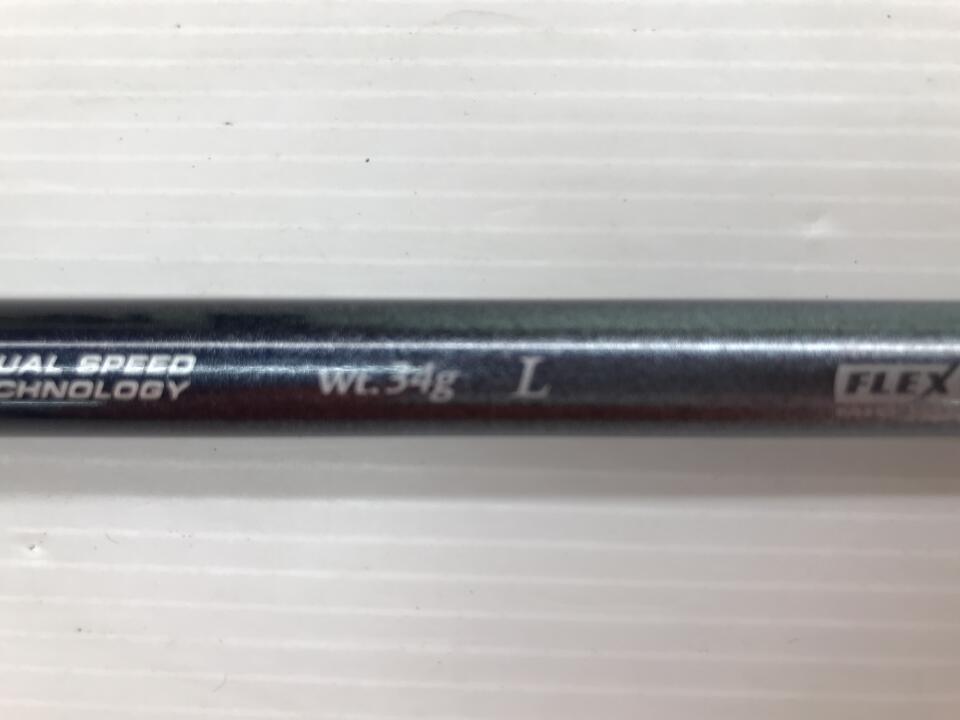 UAL SPEED
CHNOLOGY
wt.34g L
FLEX